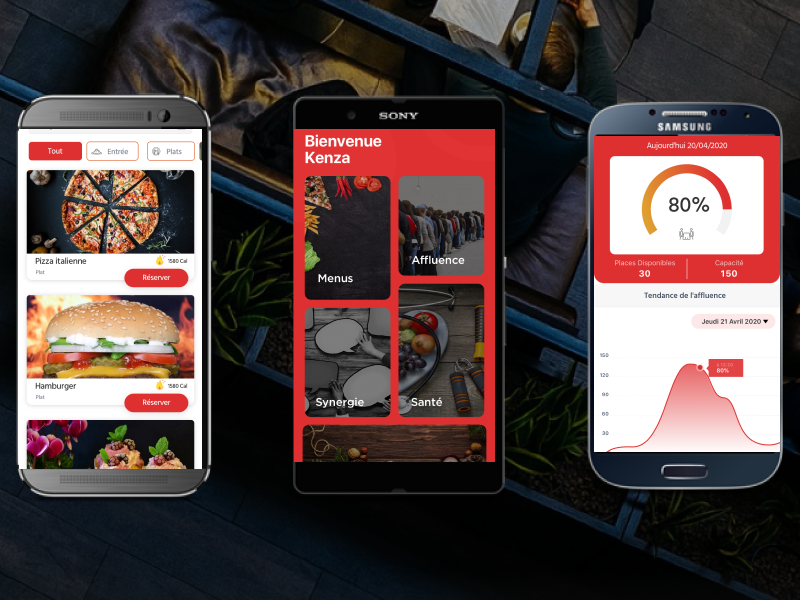 Tout
Entrée
Plats
Pizza italienne
1580 Cal
Plat
Réserver
Hamburger
1580 Cal
Plat
Réserver
SONY
Bienvenue
Kenza
Menus
Affluence
Synergie
Santé
SAMSUNG
Aujourd'hui 20/04/2020
80%
Places Disponibles
30
Capacité
150
Tendance de l'affluence
Jeudi 21 Avril 2020
150
120
80%
90
60
30